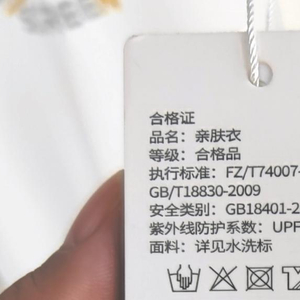 合格证
品名：亲肤衣
等级：合格品
执行标准：FZ/T74007-
GB/T18830-2009
安全类别：GB18401-2
紫外线防护系数：UPF
面料：详见水洗标